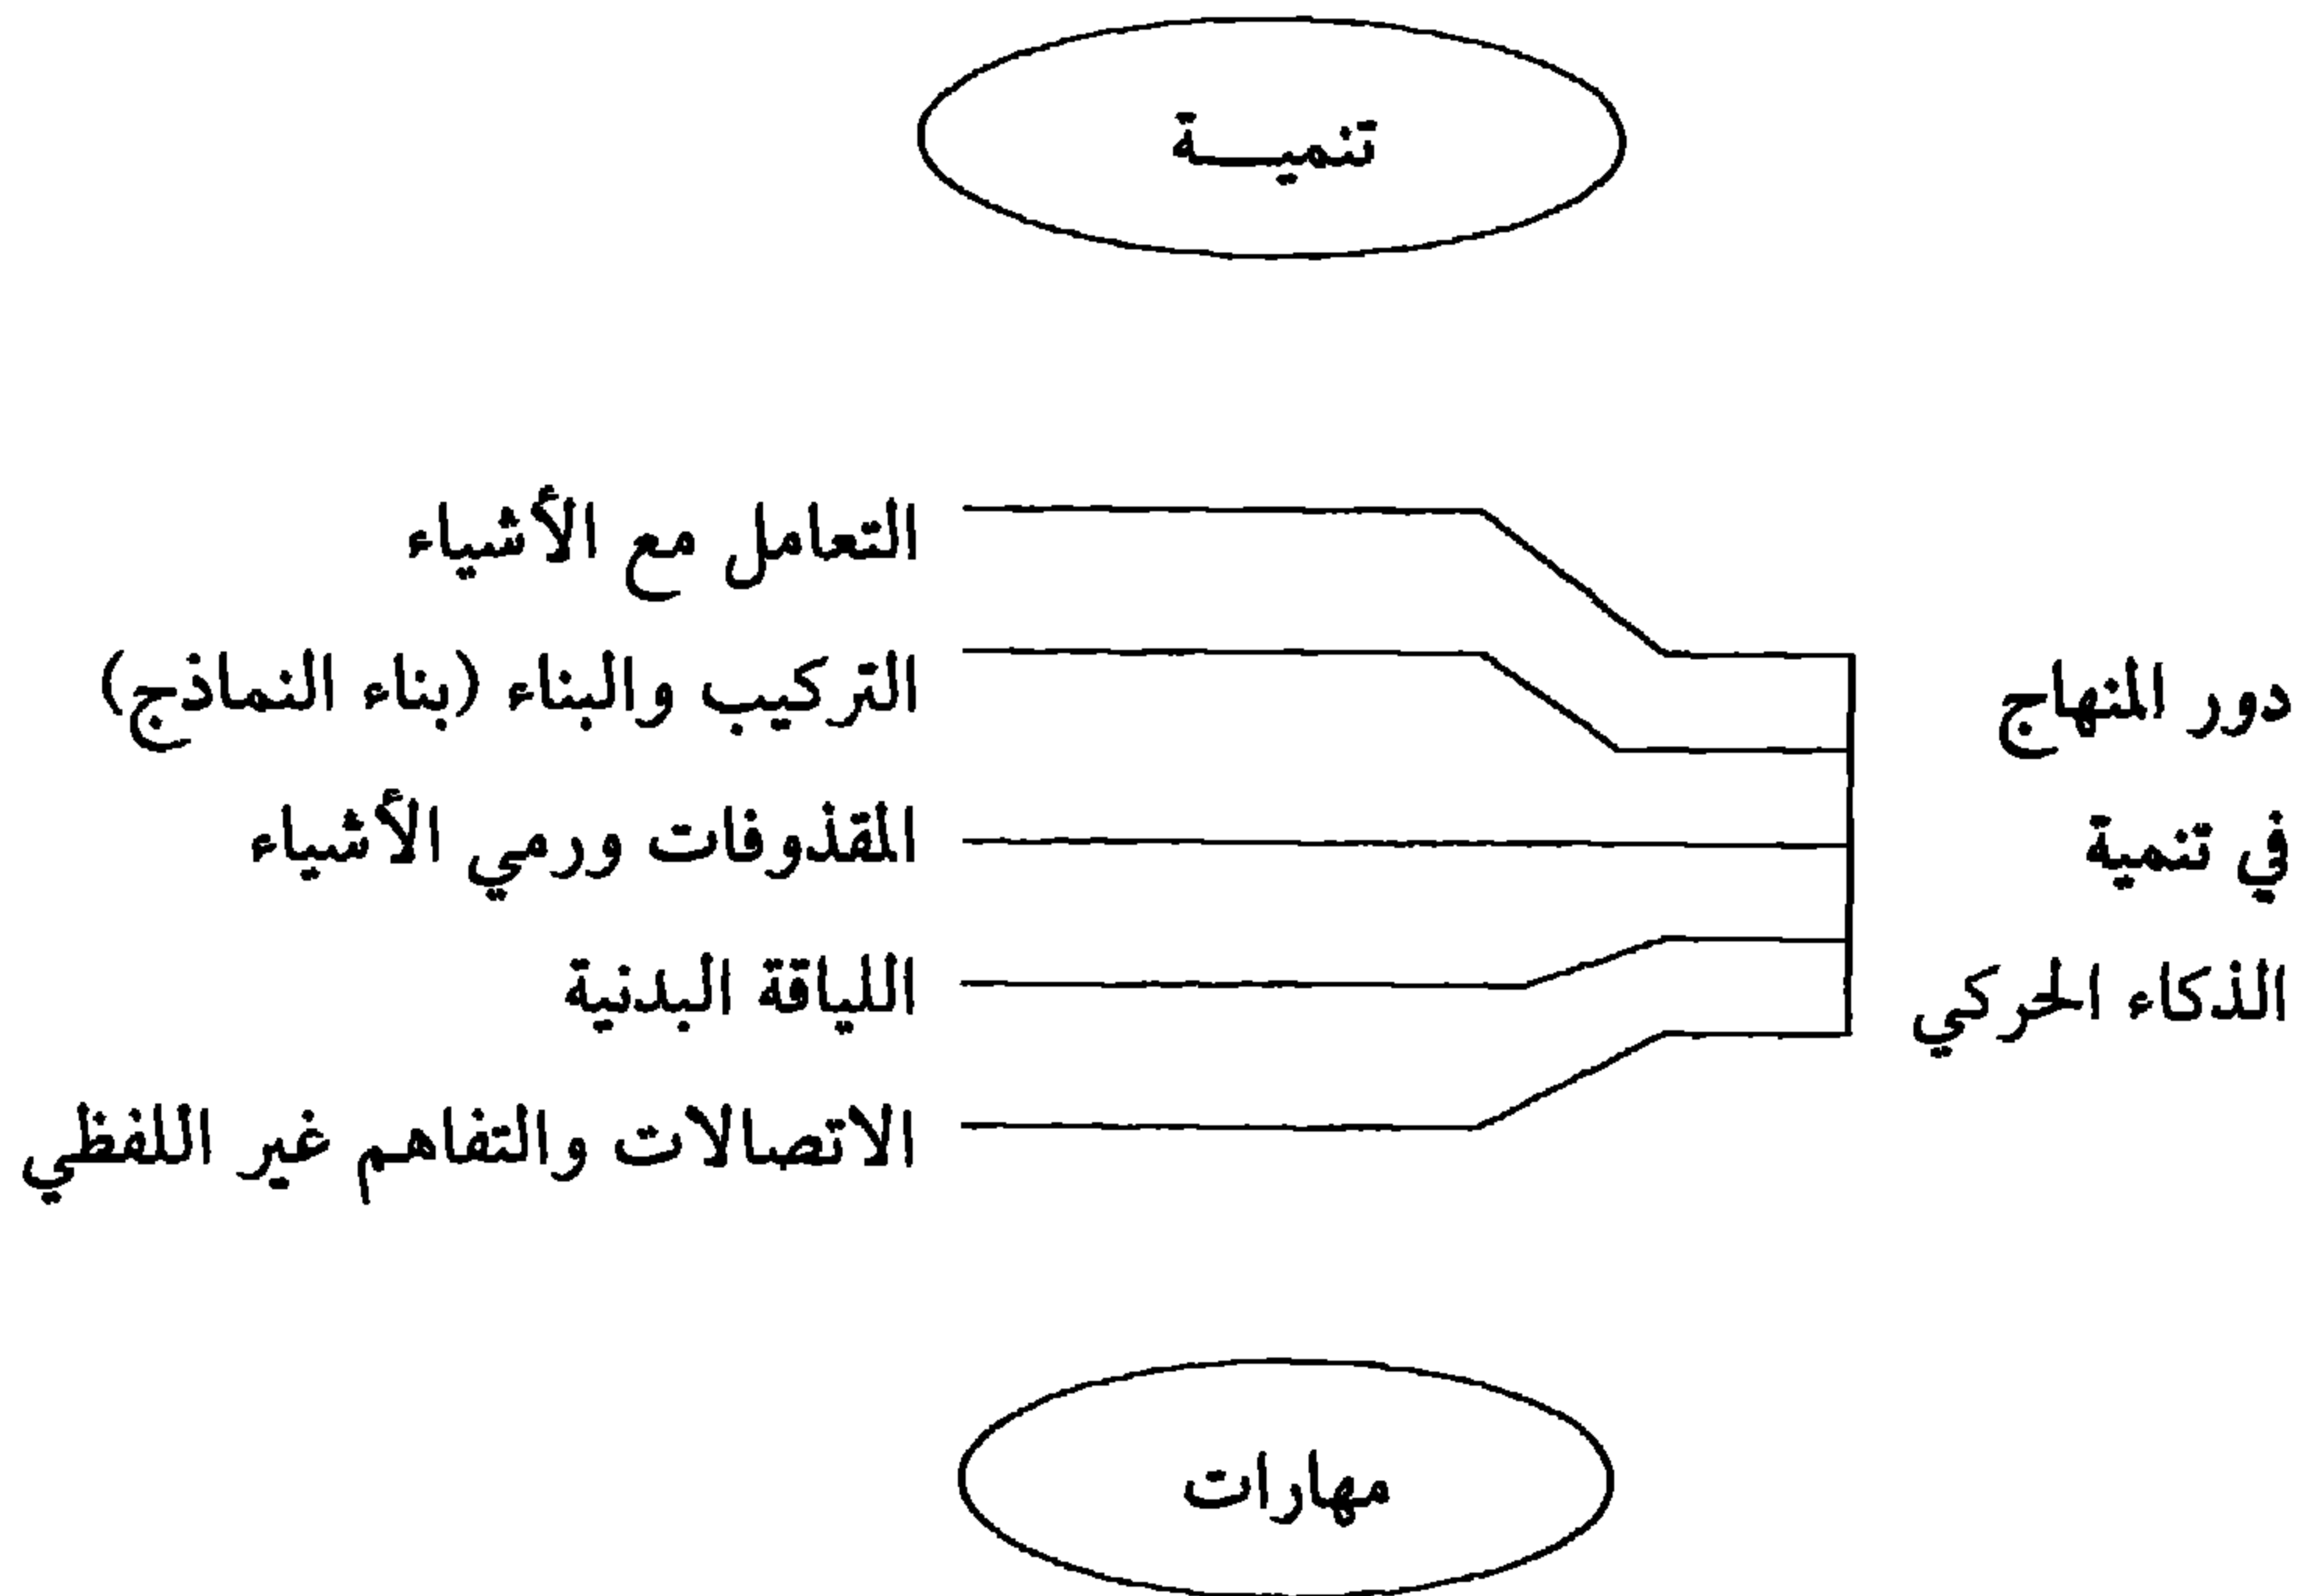 تنميـــة
التعامل مع الأشياء
التركيب والبناء (بناء النماذج)
المقذوفات ورمي الأشياء
اللياقة البدنية
الاتصالات والتفاهم غير اللفظي
دور المنهاج
في تنمية
الذكاء الحركي
مهارات